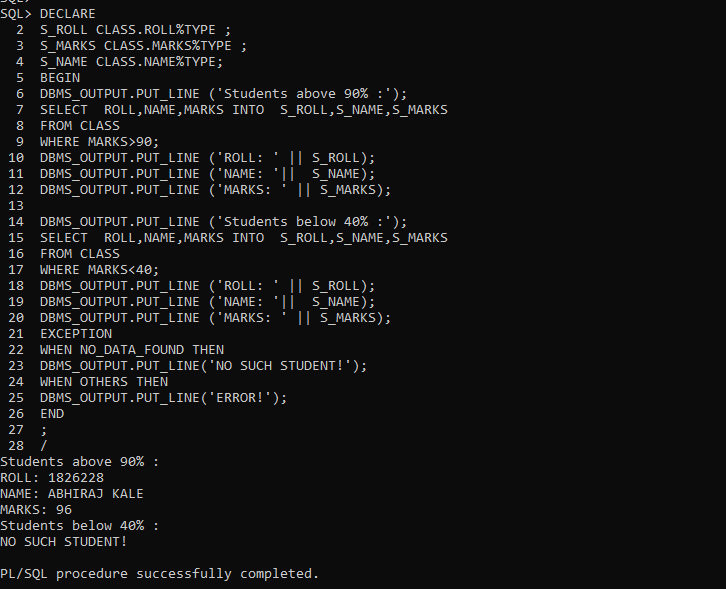 SQL> DECLARE
2 S_ROLL CLASS.ROLL%TYPE ;
3 S_MARKS CLASS.MARKS%TYPE ;
4 S_NAME CLASS.NAME%TYPE;
5 BEGIN
6 DBMS_OUTPUT.PUT_LINE ('Students above 90% :');
7 SELECT  ROLL,NAME,MARKS INTO  S_ROLL,S_NAME,S_MARKS
8 FROM CLASS
9 WHERE MARKS>90;
10 DBMS_OUTPUT.PUT_LINE ('ROLL: ' || S_ROLL);
11 DBMS_OUTPUT.PUT_LINE ('NAME: '||  S_NAME);
12 DBMS_OUTPUT.PUT_LINE ('MARKS: ' || S_MARKS);
13
14 DBMS_OUTPUT.PUT_LINE ('Students below 40% :');
15 SELECT  ROLL,NAME,MARKS INTO  S_ROLL,S_NAME,S_MARKS
16 FROM CLASS
17 WHERE MARKS<40;
18 DBMS_OUTPUT.PUT_LINE ('ROLL: ' || S_ROLL);
19 DBMS_OUTPUT.PUT_LINE ('NAME: '||  S_NAME);
20 DBMS_OUTPUT.PUT_LINE ('MARKS: ' || S_MARKS);
21 EXCEPTION
22 WHEN NO_DATA_FOUND THEN
23 DBMS_OUTPUT.PUT_LINE('NO SUCH STUDENT!');
24 WHEN OTHERS THEN
25 DBMS_OUTPUT.PUT_LINE('ERROR!');
26 END
27 ;
28 /
Students above 90% :
ROLL: 1826228
NAME: ABHIRAJ KALE
MARKS: 96
Students below 40% :
NO SUCH STUDENT!
PL/SQL procedure successfully completed.